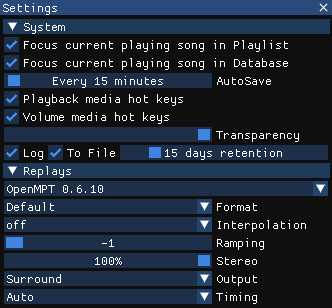 Settings
System
Focus current playing song in Playlist
Focus current playing song in Database
Every 15 minutes AutoSave
Playback media hot keys
Volume media hot keys
Transparency
Log To File 15 days retention
Replays
OpenMPT 0.6.10
Default Format
off Interpolation
-1 Ramping
100% Stereo
Surround Output
Auto Timing